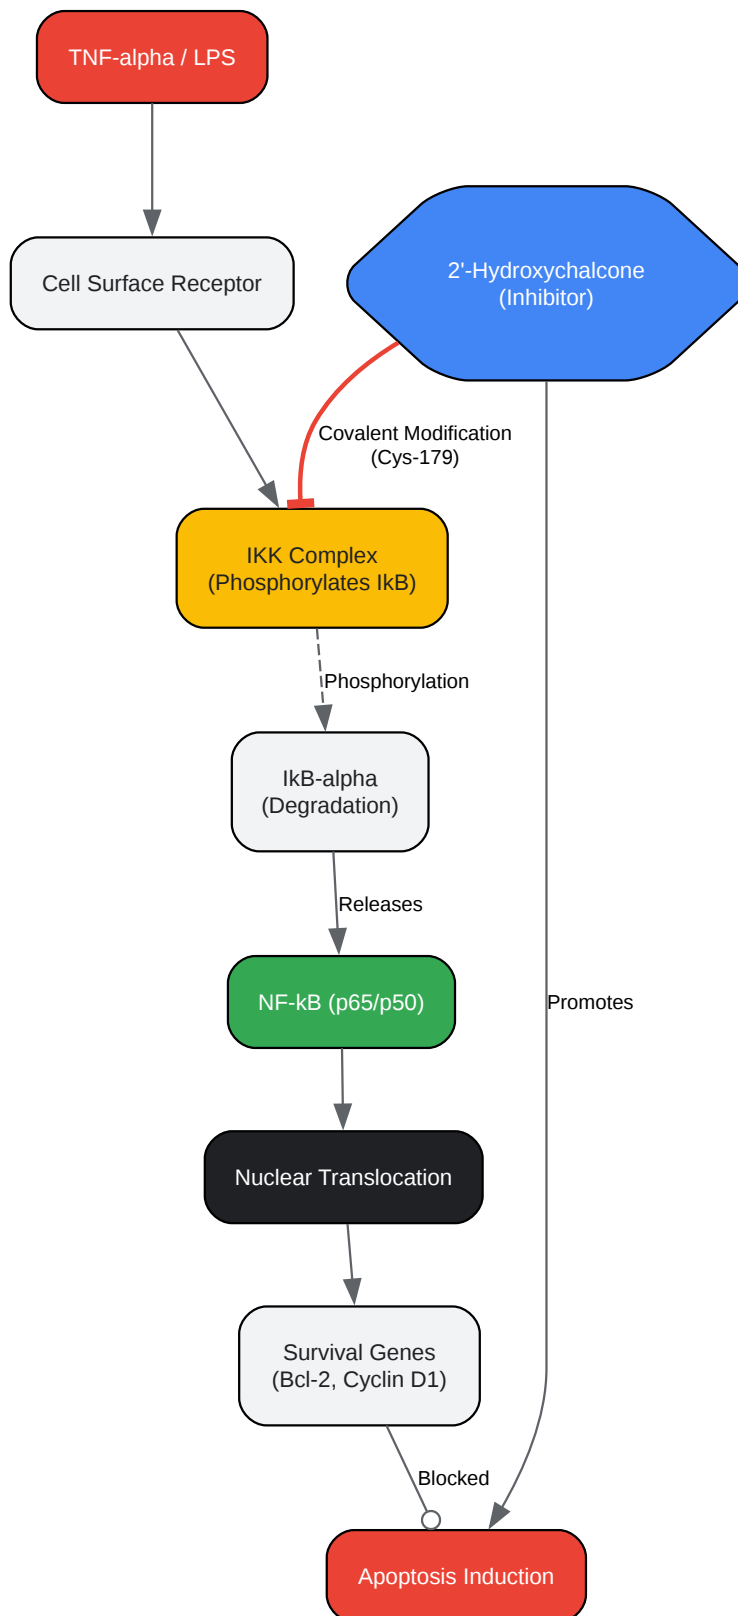 TNF-alpha / LPS
Cell Surface Receptor
2'-Hydroxychalcone
(Inhibitor)
Covalent Modification
(Cys-179)
IKK Complex
(Phosphorylates IkB)
Phosphorylation
IkB-alpha
(Degradation)
Releases
NF-kB (p65/p50)
Promotes
Nuclear Translocation
Survival Genes
(Bcl-2, Cyclin D1)
Blocked
Apoptosis Induction